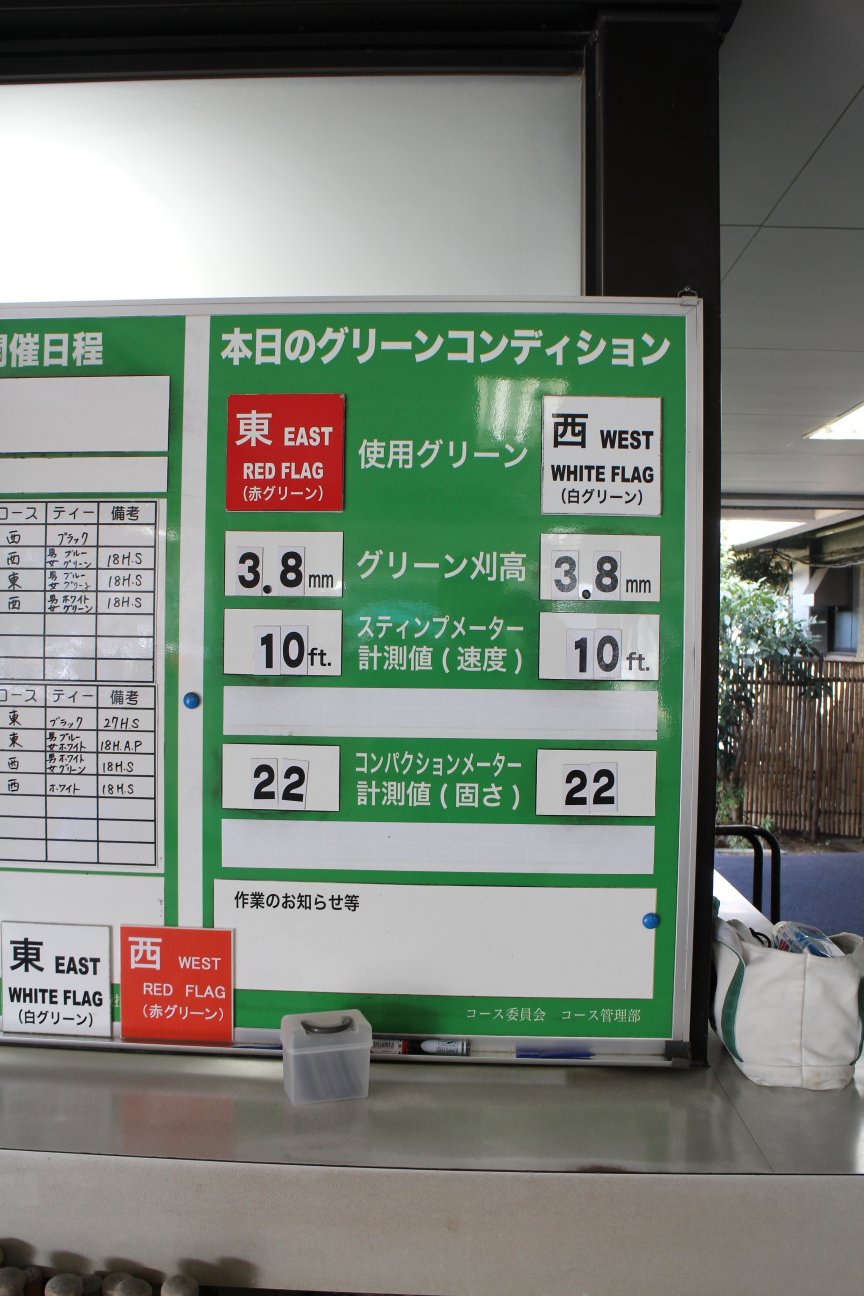 開催日程
コース ティー 備考
西 ブラック
西 男 ブルー 女 グリーン 18H.S
東 男 ブルー 女 グリーン 18H.S
西 男 ホワイト 女 グリーン 18H.S
コース ティー 備考
東 ブラック 27H.S
東 男 ブルー 女 ホワイト 18H.A.P
西 男 ホワイト 女 グリーン 18H.S
西 ホワイト 18H.S
本日のグリーンコンディション
東 EAST
RED FLAG
(赤グリーン)
使用グリーン
西 WEST
WHITE FLAG
(白グリーン)
3.8mm グリーン刈高 3.8mm
スティンプメーター
10ft. 計測値(速度) 10ft.
コンパクションメーター
22 計測値(固さ) 22
作業のお知らせ等
コース委員会 コース管理部
東 EAST
WHITE FLAG
(白グリーン)
西 WEST
RED FLAG
(赤グリーン)